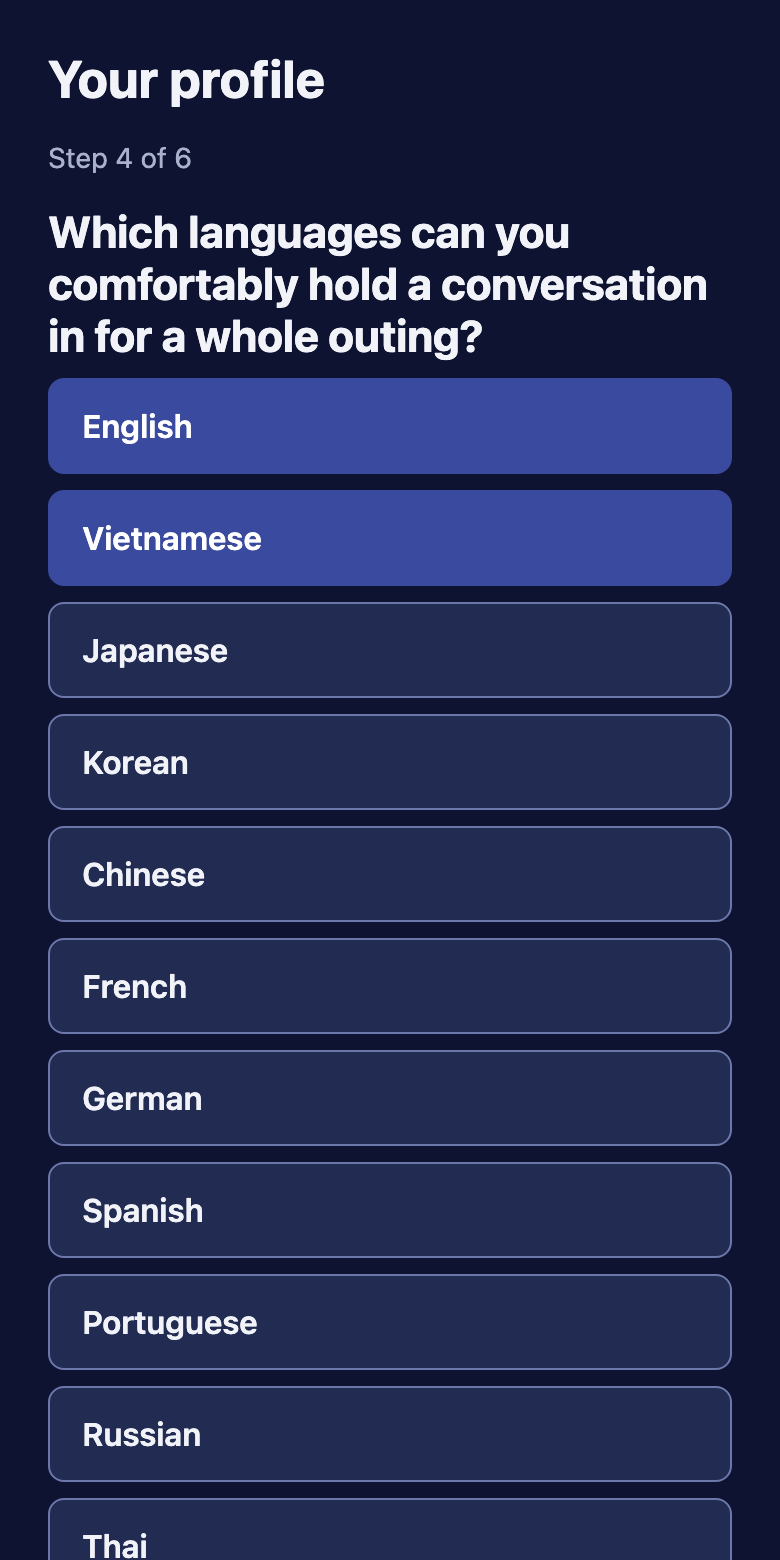 Your profile
Step 4 of 6
Which languages can you
comfortably hold a conversation
in for a whole outing?
English
Vietnamese
Japanese
Korean
Chinese
French
German
Spanish
Portuguese
Russian
Thai